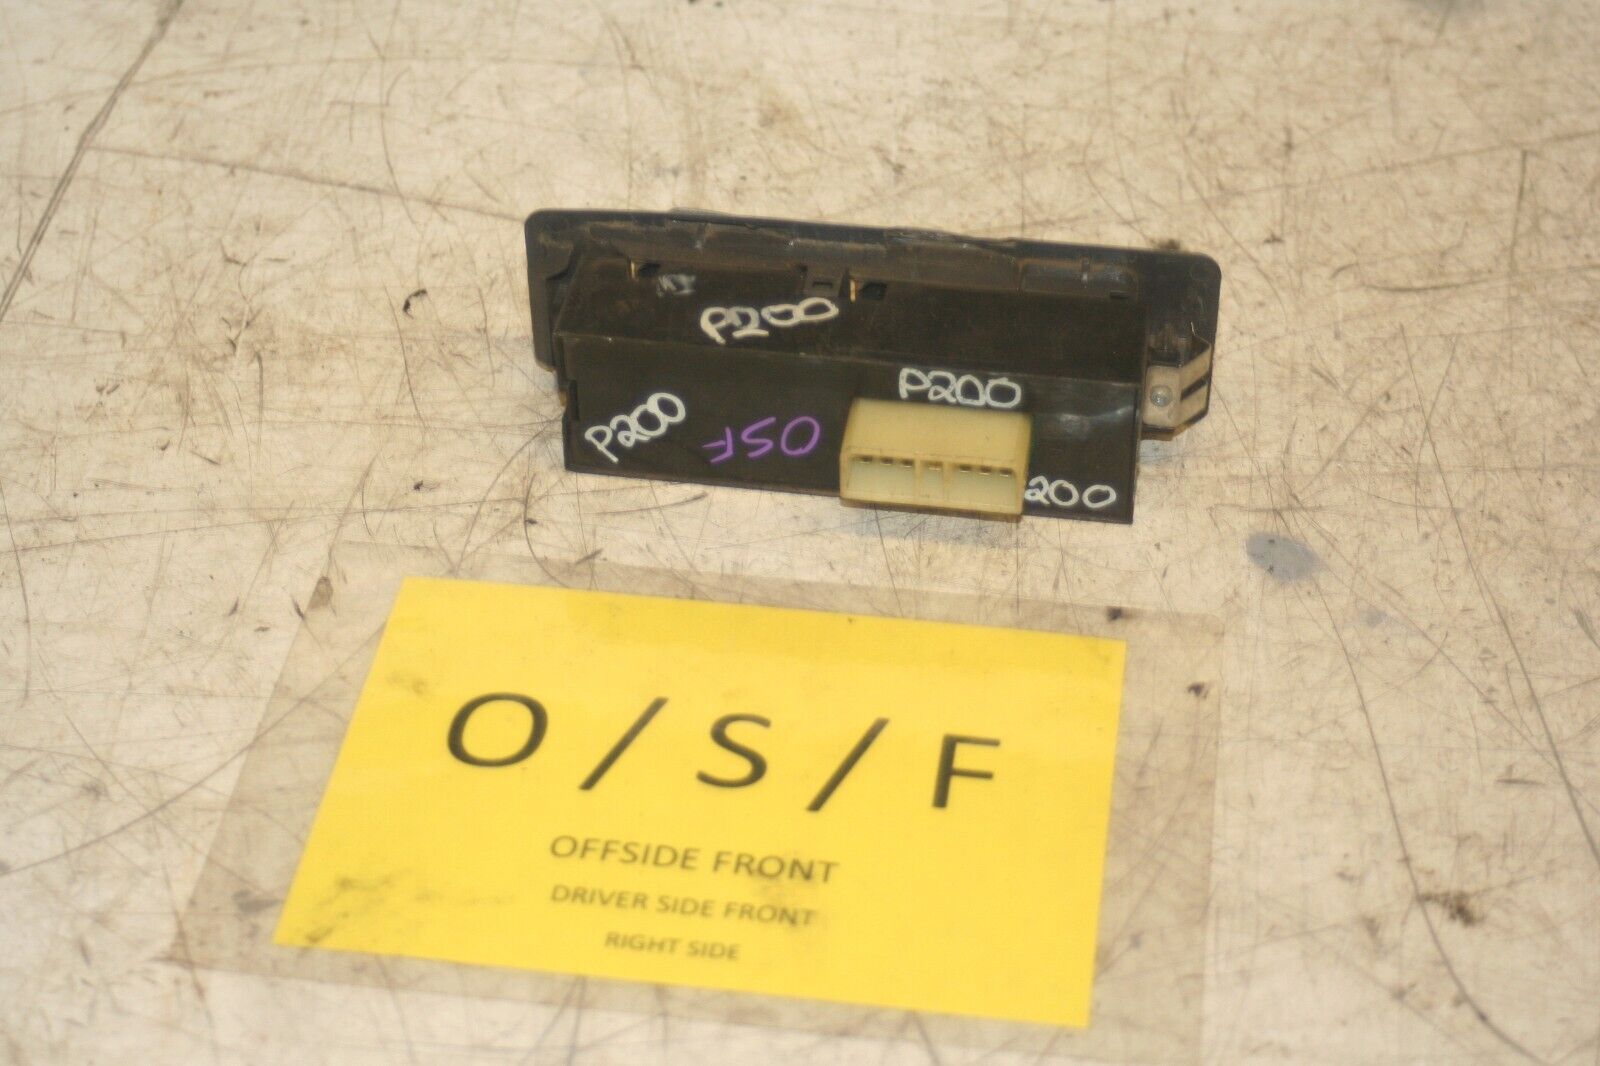 P200
P200
P200
OSF
200
O / S / F
OFFSIDE FRONT
DRIVER SIDE FRONT
RIGHT SIDE